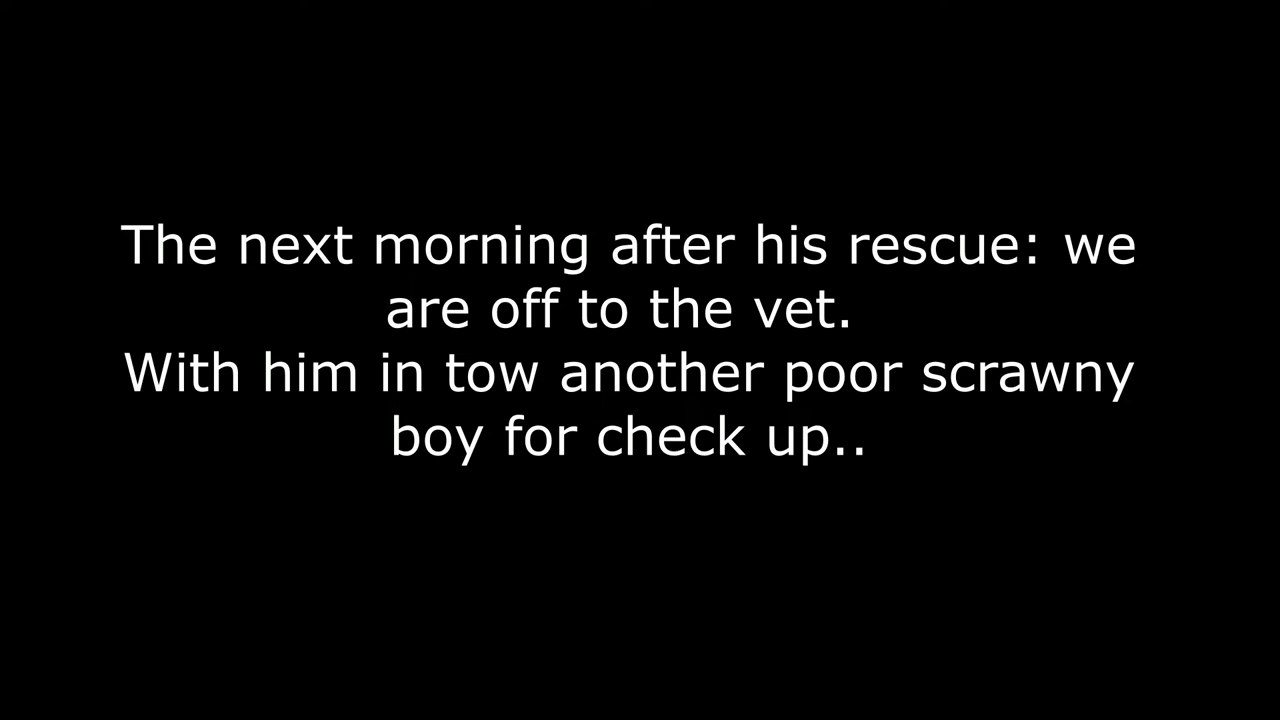 The next morning after his rescue: we
are off to the vet.
With him in tow another poor scrawny
boy for check up..